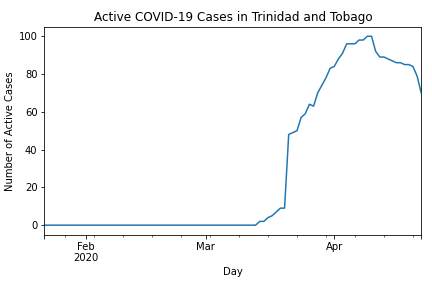 Active COVID-19 Cases in Trinidad and Tobago
Number of Active Cases
100
80
60
40
20
0
Feb
2020
Mar
Apr
Day